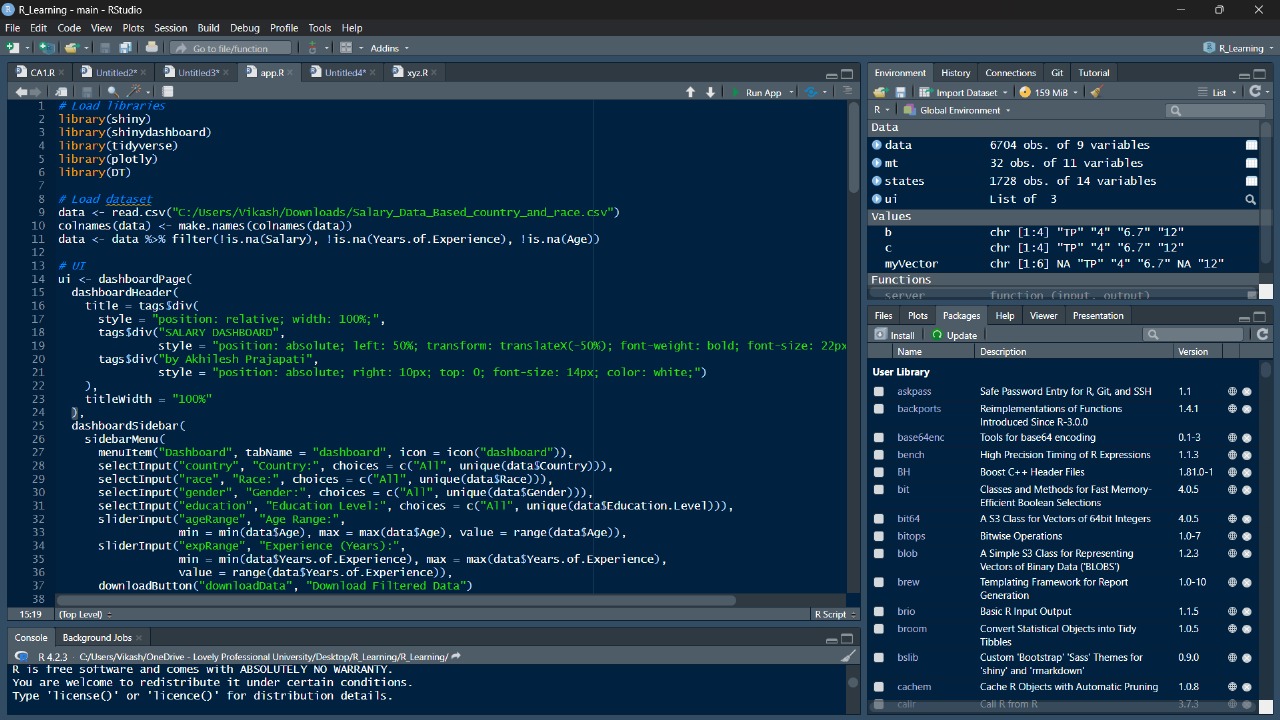 R_Learning - main - RStudio
File Edit Code View Plots Session Build Debug Profile Tools Help
Go to file/function Addins R_Learning
CA1.R Untitled2* Untitled3* app.R Untitled4* xyz.R
Run App
1 # Load libraries
2 library(shiny)
3 library(shinydashboard)
4 library(tidyverse)
5 library(plotly)
6 library(DT)
7
8 # Load dataset
9 data <- read.csv("C:/Users/Vikash/Downloads/Salary_Data_Based_country_and_race.csv")
10 colnames(data) <- make.names(colnames(data))
11 data <- data %>% filter(!is.na(Salary), !is.na(Years.of.Experience), !is.na(Age))
12
13 # UI
14 ui <- dashboardPage(
15 dashboardHeader(
16 title = tags$div(
17 style = "position: relative; width: 100%;",
18 tags$div("SALARY DASHBOARD",
19 style = "position: absolute; left: 50%; transform: translateX(-50%); font-weight: bold; font-size: 22px
20 tags$div("by Akhilesh Prajapati",
21 style = "position: absolute; right: 10px; top: 0; font-size: 14px; color: white;")
22 ),
23 titleWidth = "100%"
24 ),
25 dashboardSidebar(
26 sidebarMenu(
27 menuItem("Dashboard", tabName = "dashboard", icon = icon("dashboard")),
28 selectInput("country", "Country:", choices = c("All", unique(data$Country))),
29 selectInput("race", "Race:", choices = c("All", unique(data$Race))),
30 selectInput("gender", "Gender:", choices = c("All", unique(data$Gender))),
31 selectInput("education", "Education Level:", choices = c("All", unique(data$Education.Level))),
32 sliderInput("ageRange", "Age Range:",
33 min = min(data$Age), max = max(data$Age), value = range(data$Age)),
34 sliderInput("expRange", "Experience (Years):",
35 min = min(data$Years.of.Experience), max = max(data$Years.of.Experience),
36 value = range(data$Years.of.Experience)),
37 downloadButton("downloadData", "Download Filtered Data")
38
15:19 (Top Level) R Script
Console Background Jobs
R 4.2.3 · C:/Users/Vikash/OneDrive - Lovely Professional University/Desktop/R_Learning/R_Learning/
R is free software and comes with ABSOLUTELY NO WARRANTY.
You are welcome to redistribute it under certain conditions.
Type 'license()' or 'licence()' for distribution details.
Environment History Connections Git Tutorial
Import Dataset 159 MiB List
R Global Environment
Data
data 6704 obs. of 9 variables
mt 32 obs. of 11 variables
states 1728 obs. of 14 variables
ui List of 3
Values
b chr [1:4] "TP" "4" "6.7" "12"
c chr [1:4] "TP" "4" "6.7" "12"
myVector chr [1:6] NA "TP" "4" "6.7" NA "12"
Functions
server function (input, output)
Files Plots Packages Help Viewer Presentation
Install Update
Name Description Version
User Library
askpass Safe Password Entry for R, Git, and SSH 1.1
backports Reimplementations of Functions 1.4.1
Introduced Since R-3.0.0
base64enc Tools for base64 encoding 0.1-3
bench High Precision Timing of R Expressions 1.1.3
BH Boost C++ Header Files 1.81.0-1
bit Classes and Methods for Fast Memory- 4.0.5
Efficient Boolean Selections
bit64 A S3 Class for Vectors of 64bit Integers 4.0.5
bitops Bitwise Operations 1.0-7
blob A Simple S3 Class for Representing 1.2.3
Vectors of Binary Data ('BLOBS')
brew Templating Framework for Report 1.0-10
Generation
brio Basic R Input Output 1.1.5
broom Convert Statistical Objects into Tidy 1.0.5
Tibbles
bslib Custom 'Bootstrap' 'Sass' Themes for 0.9.0
'shiny' and 'rmarkdown'
cachem Cache R Objects with Automatic Pruning 1.0.8
callr Call R from R 3.7.3